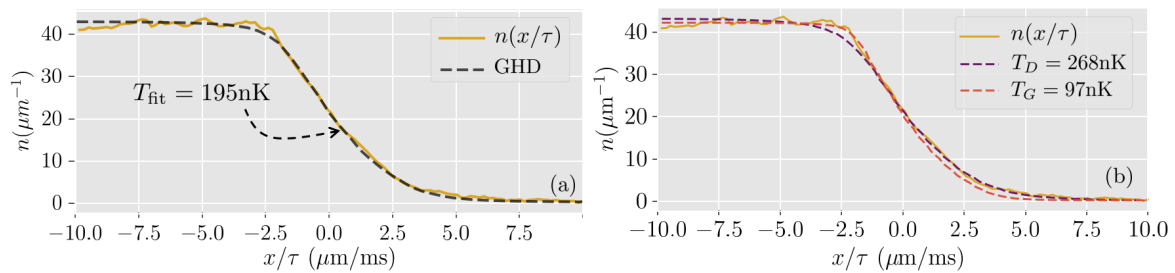 n(μm⁻¹)
40
20
0
n(x/τ)
GHD
T_fit = 195nK
(a)
−10.0 −7.5 −5.0 −2.5 0.0 2.5 5.0 7.5
x/τ (μm/ms)
n(μm⁻¹)
40
30
20
10
0
n(x/τ)
T_D = 268nK
T_G = 97nK
(b)
−10.0 −7.5 −5.0 −2.5 0.0 2.5 5.0 7.5 10.0
x/τ (μm/ms)